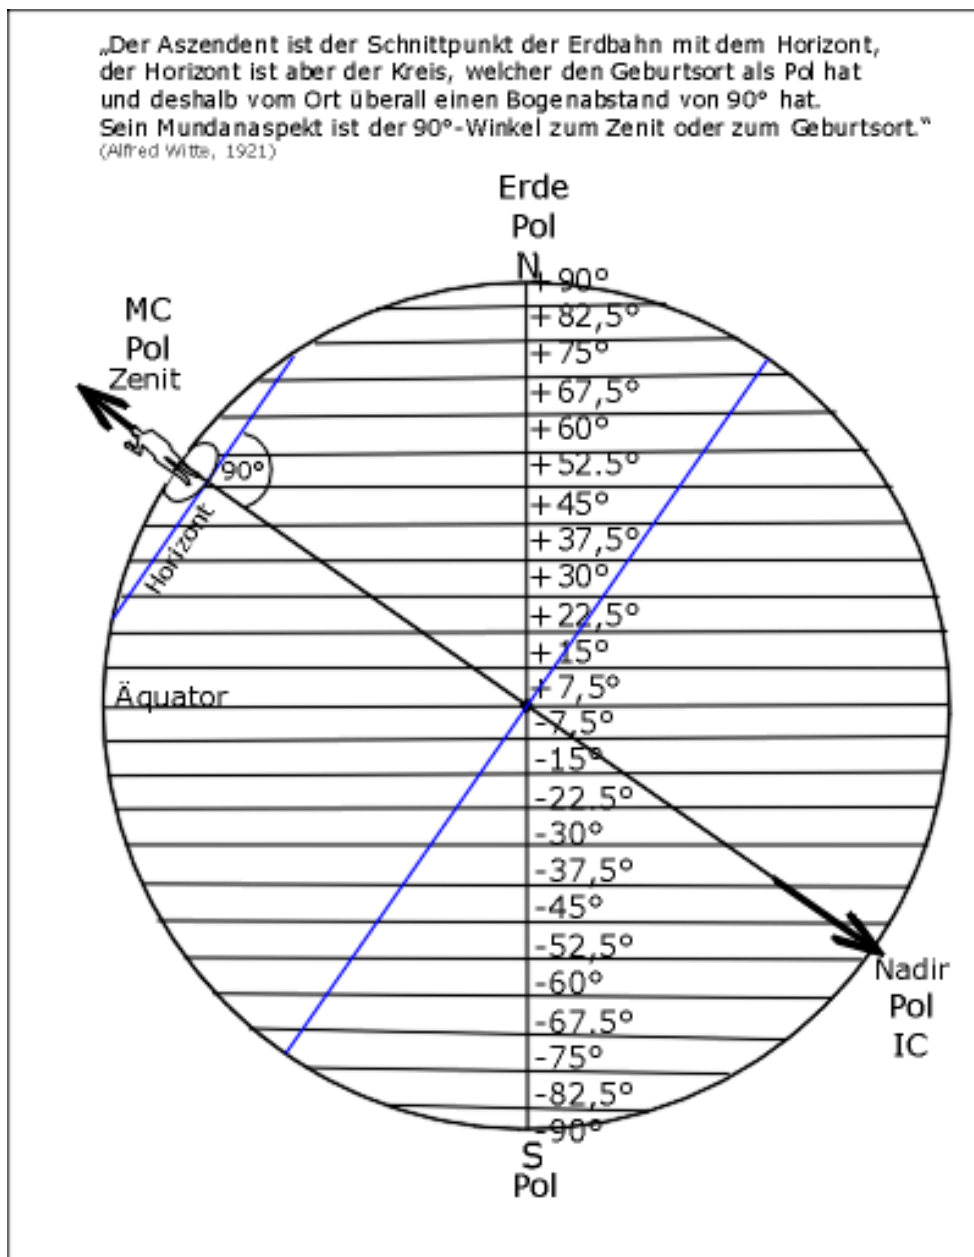 „Der Aszendent ist der Schnittpunkt der Erdbahn mit dem Horizont,
der Horizont ist aber der Kreis, welcher den Geburtsort als Pol hat
und deshalb vom Ort überall einen Bogenabstand von 90° hat.
Sein Mundanaspekt ist der 90°-Winkel zum Zenit oder zum Geburtsort.“
(Alfred Witte, 1921)
Erde
Pol
N
+90°
MC
Pol
Zenit
+82,5°
+75°
+67,5°
+60°
+52.5°
90°
+45°
Horizont
+37,5°
+30°
+22,5°
+15°
+7,5°
Äquator
-7,5°
-15°
-22.5°
-30°
-37,5°
-45°
-52,5°
-60°
-67.5°
-75°
-82,5°
-90°
Nadir
Pol
IC
S
Pol